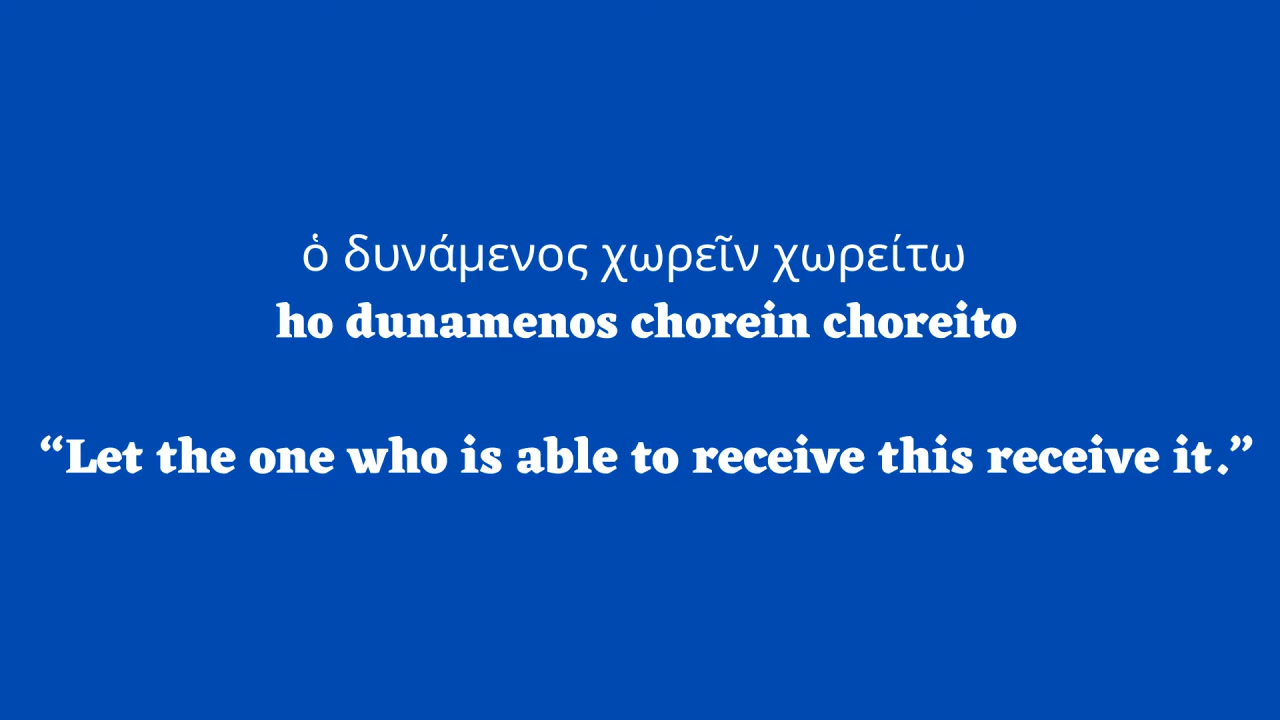 ὁ δυνάμενος χωρεῖν χωρείτω
ho dunamenos chorein choreito
“Let the one who is able to receive this receive it.”